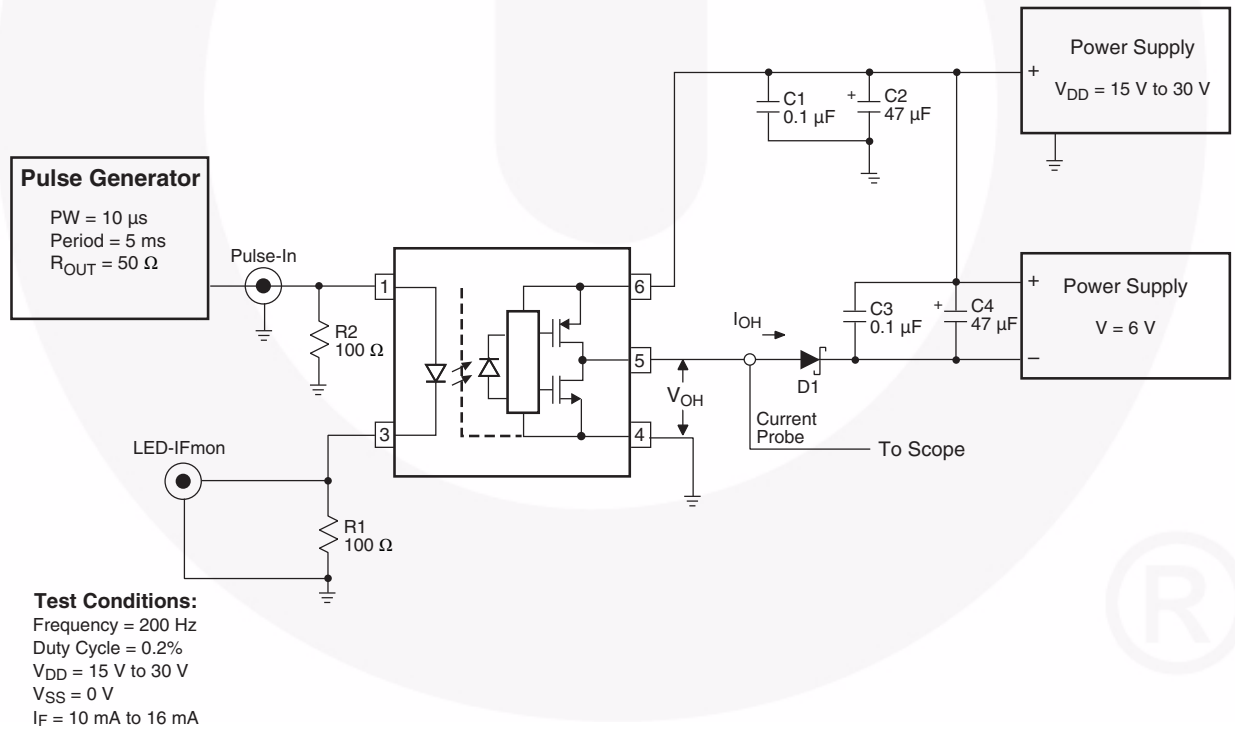 Power Supply
VDD = 15 V to 30 V
+
C1
0.1 µF
+
C2
47 µF
Pulse Generator
PW = 10 µs
Period = 5 ms
ROUT = 50 Ω
Pulse-In
R2
100 Ω
1
3
6
5
4
Power Supply
V = 6 V
+
−
C3
0.1 µF
+
C4
47 µF
IOH
D1
VOH
Current
Probe
To Scope
LED-IFmon
R1
100 Ω
Test Conditions:
Frequency = 200 Hz
Duty Cycle = 0.2%
VDD = 15 V to 30 V
VSS = 0 V
IF = 10 mA to 16 mA
®